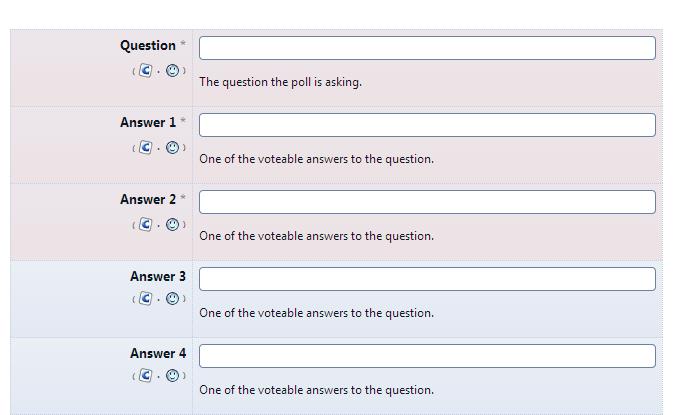 Question *
( C · )
The question the poll is asking.
Answer 1 *
( C · )
One of the voteable answers to the question.
Answer 2 *
( C · )
One of the voteable answers to the question.
Answer 3
( C · )
One of the voteable answers to the question.
Answer 4
( C · )
One of the voteable answers to the question.